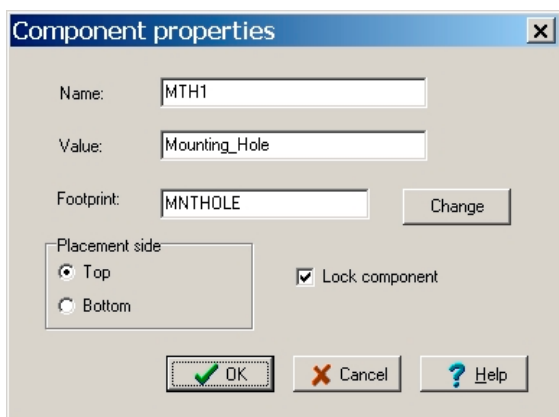 Component properties
Name: MTH1
Value: Mounting_Hole
Footprint: MNTHOLE Change
Placement side
Top
Lock component
Bottom
OK Cancel Help